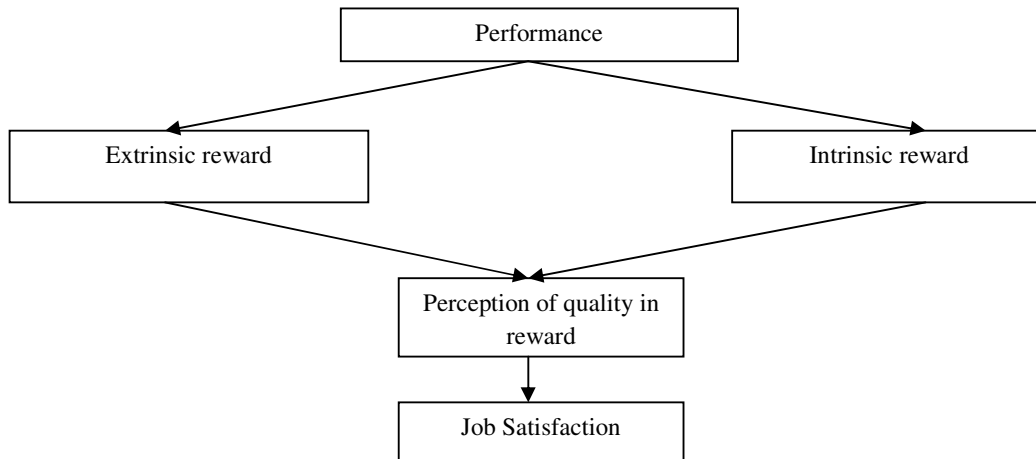 Performance
Extrinsic reward
Intrinsic reward
Perception of quality in
reward
Job Satisfaction